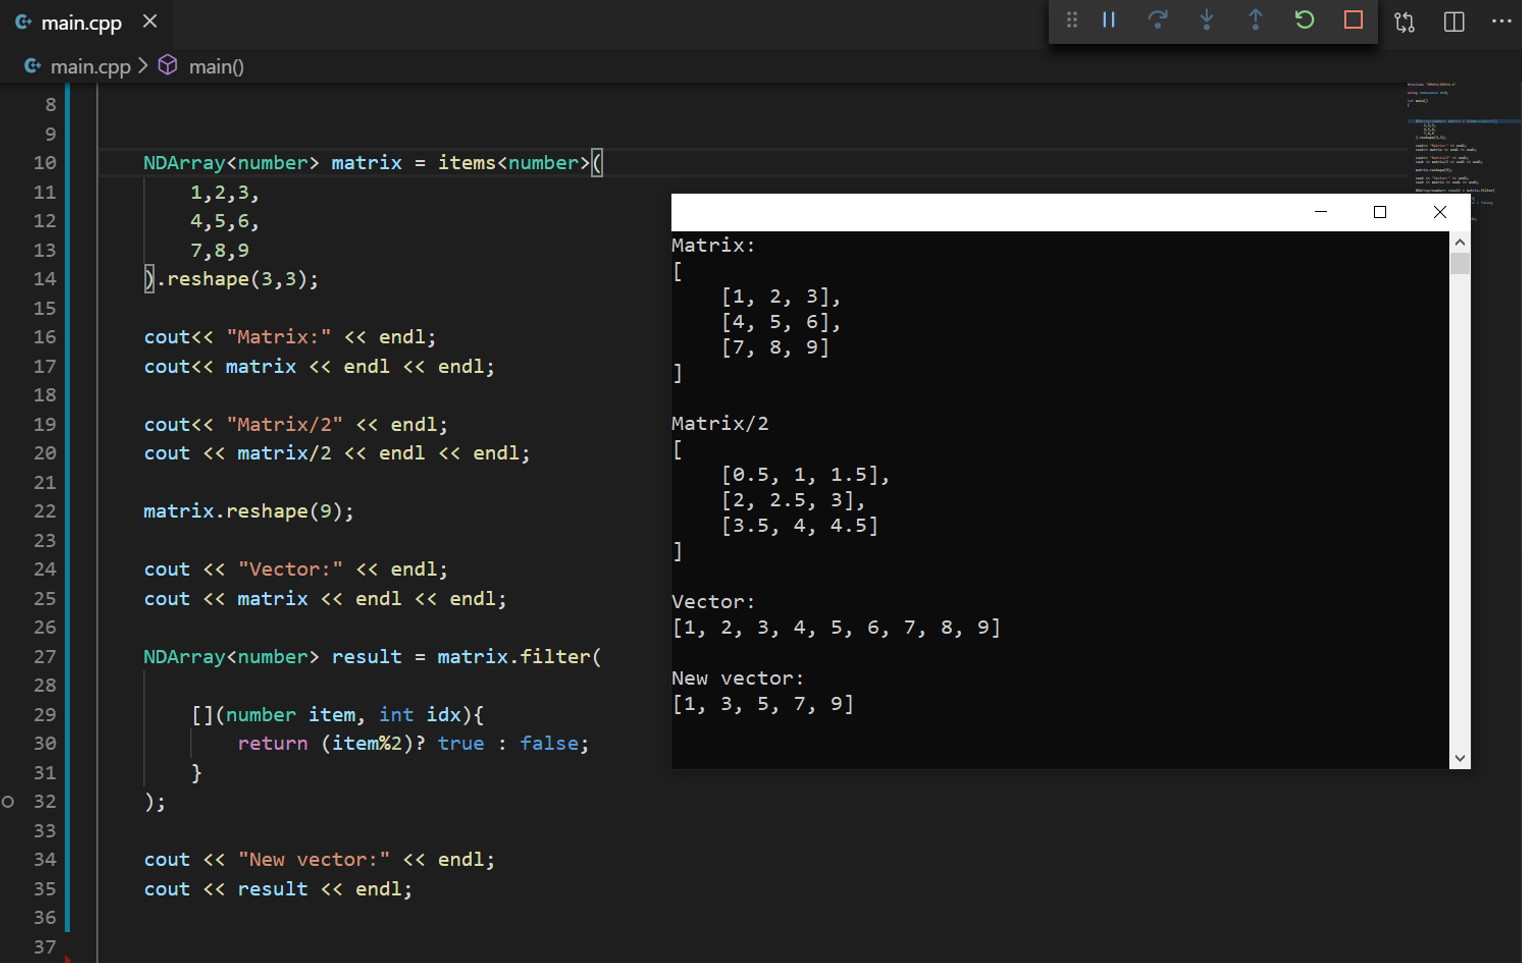 main.cpp
main.cpp > main()
8
9
10 NDArray<number> matrix = items<number>(
11 1,2,3,
12 4,5,6,
13 7,8,9
14 ).reshape(3,3);
15
16 cout<< "Matrix:" << endl;
17 cout<< matrix << endl << endl;
18
19 cout<< "Matrix/2" << endl;
20 cout << matrix/2 << endl << endl;
21
22 matrix.reshape(9);
23
24 cout << "Vector:" << endl;
25 cout << matrix << endl << endl;
26
27 NDArray<number> result = matrix.filter(
28
29 [](number item, int idx){
30 return (item%2)? true : false;
31 }
32 );
33
34 cout << "New vector:" << endl;
35 cout << result << endl;
36
37
Matrix:
[
[1, 2, 3],
[4, 5, 6],
[7, 8, 9]
]
Matrix/2
[
[0.5, 1, 1.5],
[2, 2.5, 3],
[3.5, 4, 4.5]
]
Vector:
[1, 2, 3, 4, 5, 6, 7, 8, 9]
New vector:
[1, 3, 5, 7, 9]